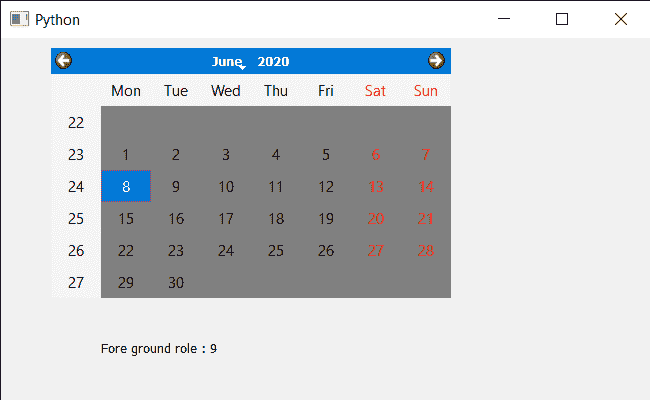 Python
June 2020
Mon Tue Wed Thu Fri Sat Sun
22
23 1 2 3 4 5 6 7
24 8 9 10 11 12 13 14
25 15 16 17 18 19 20 21
26 22 23 24 25 26 27 28
27 29 30
Fore ground role : 9